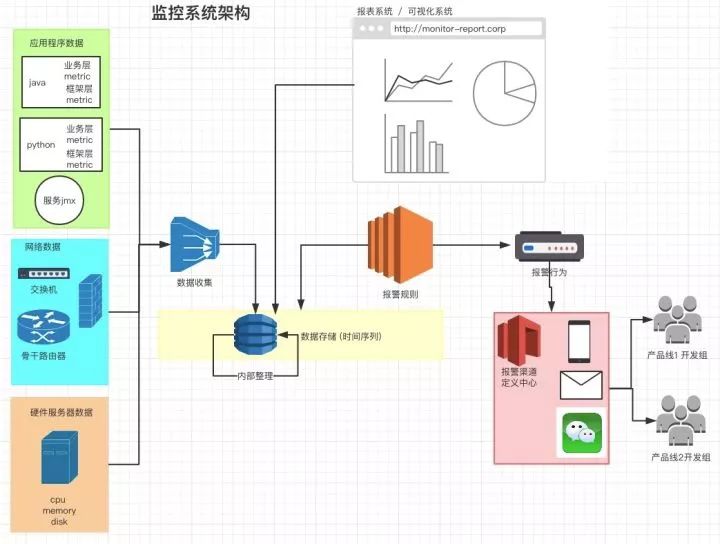 监控系统架构
报表系统 / 可视化系统
http://monitor-report.corp
应用程序数据
java
业务层
metric
框架层
metric
python
业务层
metric
框架层
metric
服务jmx
网络数据
交换机
骨干路由器
硬件服务器数据
cpu
memory
disk
数据收集
数据存储 (时间序列)
内部整理
报警规则
报警行为
报警渠道
定义中心
产品线1 开发组
产品线2开发组